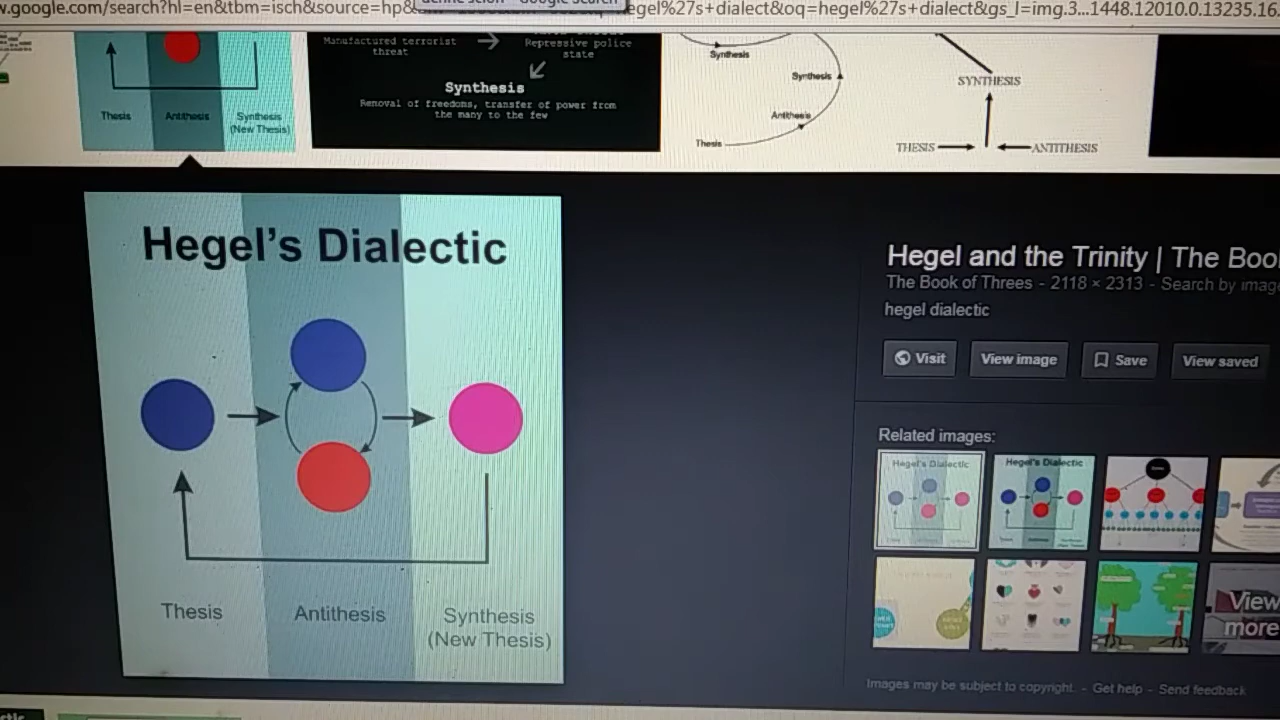 w.google.com/search?hl=en&tbm=isch&source=hp&
egel%27s+dialect&oq=hegel%27s+dialect&gs_l=img.3...1448.12010.0.13235.16
Thesis
Antithesis
Synthesis
(New Thesis)
Manufactured terrorist
threat
Repressive police
state
Synthesis
Removal of freedoms, transfer of power from
the many to the few
Synthesis
Synthesis
Antithesis
Thesis
SYNTHESIS
THESIS
ANTITHESIS
Hegel's Dialectic
Thesis
Antithesis
Synthesis
(New Thesis)
Hegel and the Trinity | The Boo
The Book of Threes - 2118 × 2313 - Search by image
hegel dialectic
Visit
View image
Save
View saved
Related images:
Hegel's Dialectic
Hegel's Dialectic
View
more
Images may be subject to copyright. - Get help - Send feedback